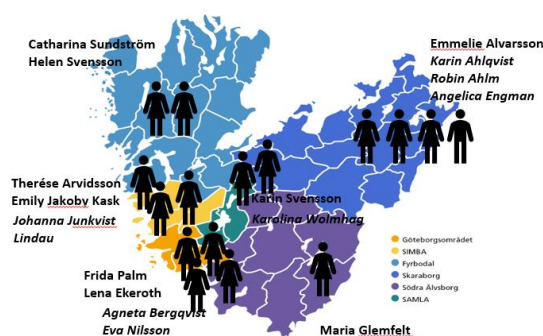 Catharina Sundström
Helen Svensson
Emmelie Alvarsson
Karin Ahlqvist
Robin Ahlm
Angelica Engman
Therése Arvidsson
Emily Jakoby Kask
Johanna Junkvist
Lindau
Karin Svensson
Karolina Wolmhag
Frida Palm
Lena Ekeroth
Agneta Bergqvist
Eva Nilsson
Göteborgsområdet
SIMBA
Fyrbodal
Skaraborg
Södra Älvsborg
SAMLA
Maria Glemfelt